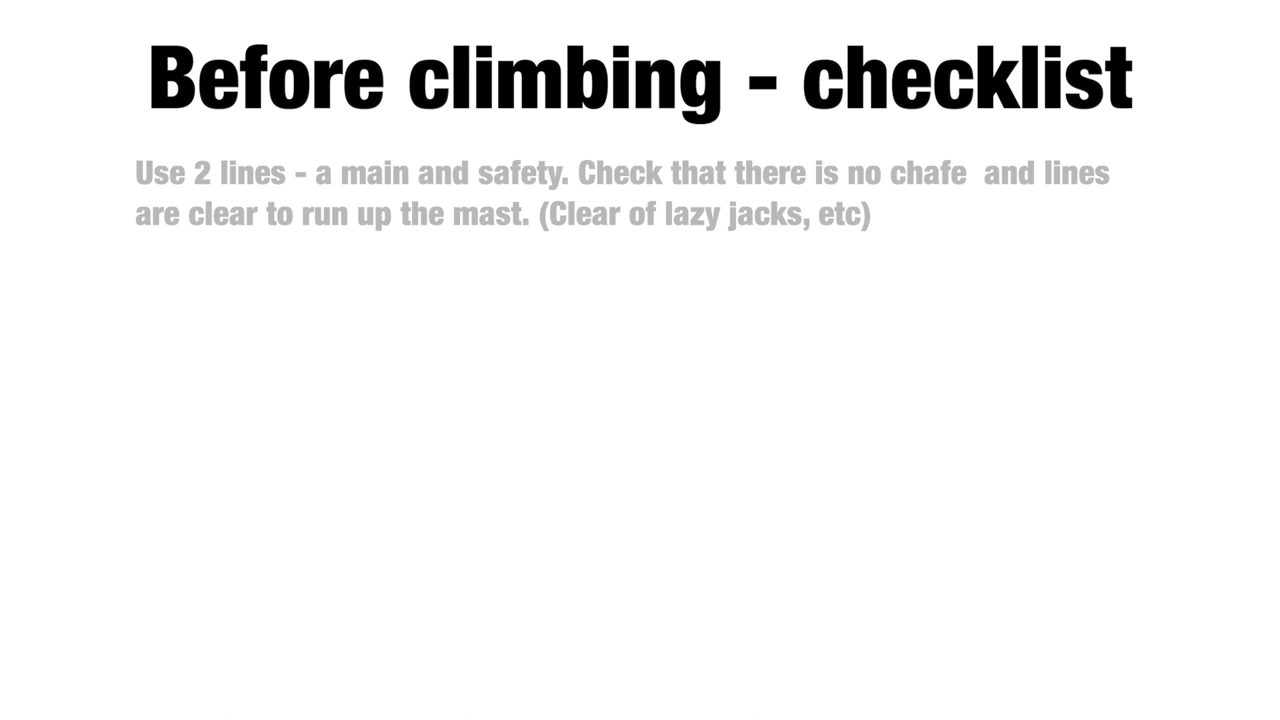 Before climbing - checklist
Use 2 lines - a main and safety. Check that there is no chafe  and lines
are clear to run up the mast. (Clear of lazy jacks, etc)